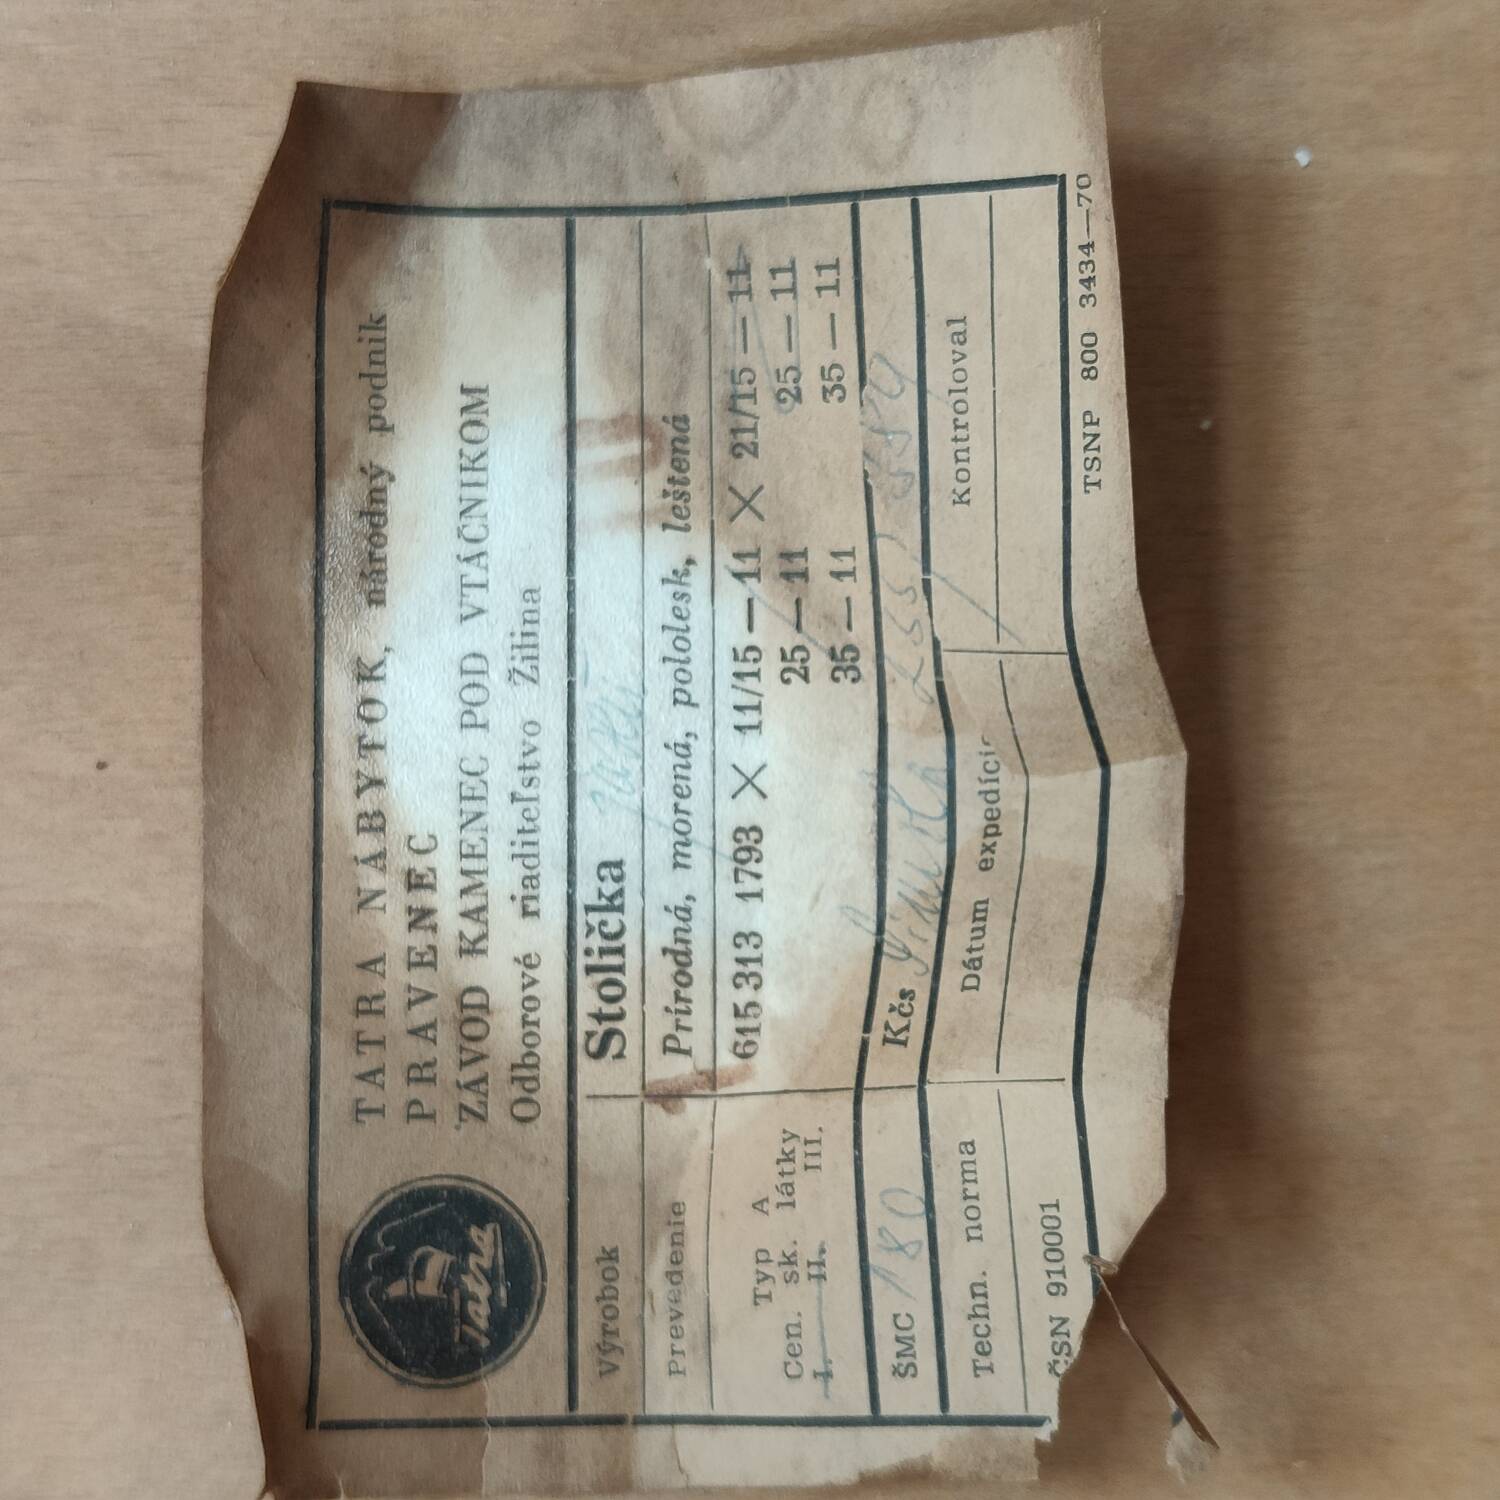 Tatra
TATRA NÁBYTOK, národný podnik
PRAVENEC
ZÁVOD KAMENEC POD VTÁČNIKOM
Odborové riaditeľstvo Žilina
Výrobok Stolička
Prevedenie Prírodná, morená, pololesk, leštená
Typ A 615 313 1793 X 11/15 — 11 X 21/15 — 11
Cen. sk. látky 25 — 11 25 — 11
I. II. III. 35 — 11 35 — 11
ŠMC 180 Kčs
Techn. norma Dátum expedície Kontroloval
ČSN 910001
TSNP 800 3434—70